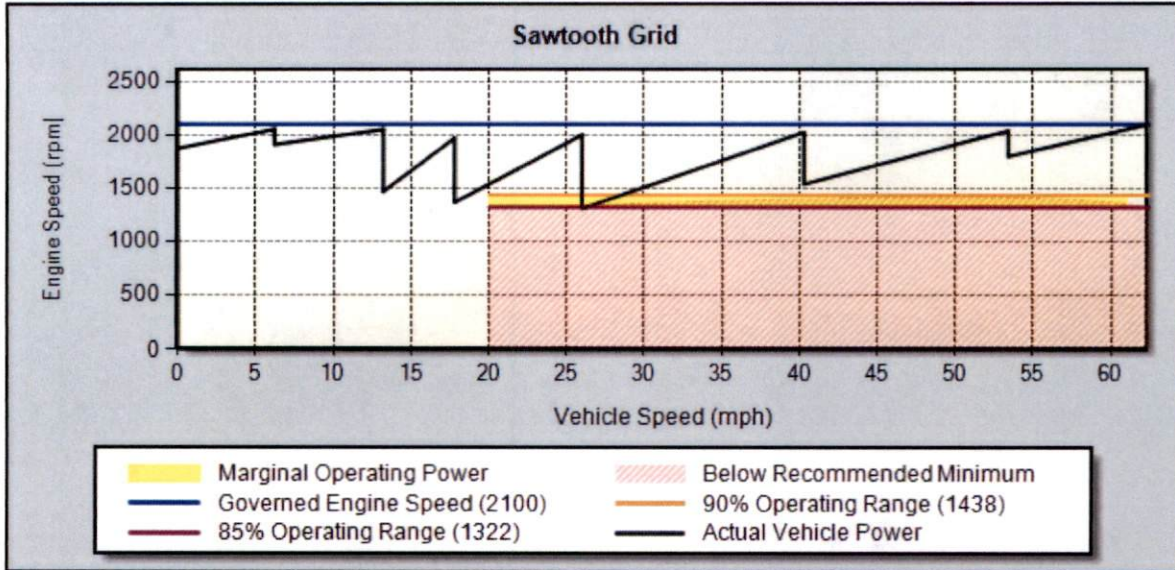 Sawtooth Grid
2500
2000
1500
1000
500
0
Engine Speed [rpm]
0 5 10 15 20 25 30 35 40 45 50 55 60
Vehicle Speed (mph)
Marginal Operating Power
Below Recommended Minimum
Governed Engine Speed (2100)
90% Operating Range (1438)
85% Operating Range (1322)
Actual Vehicle Power